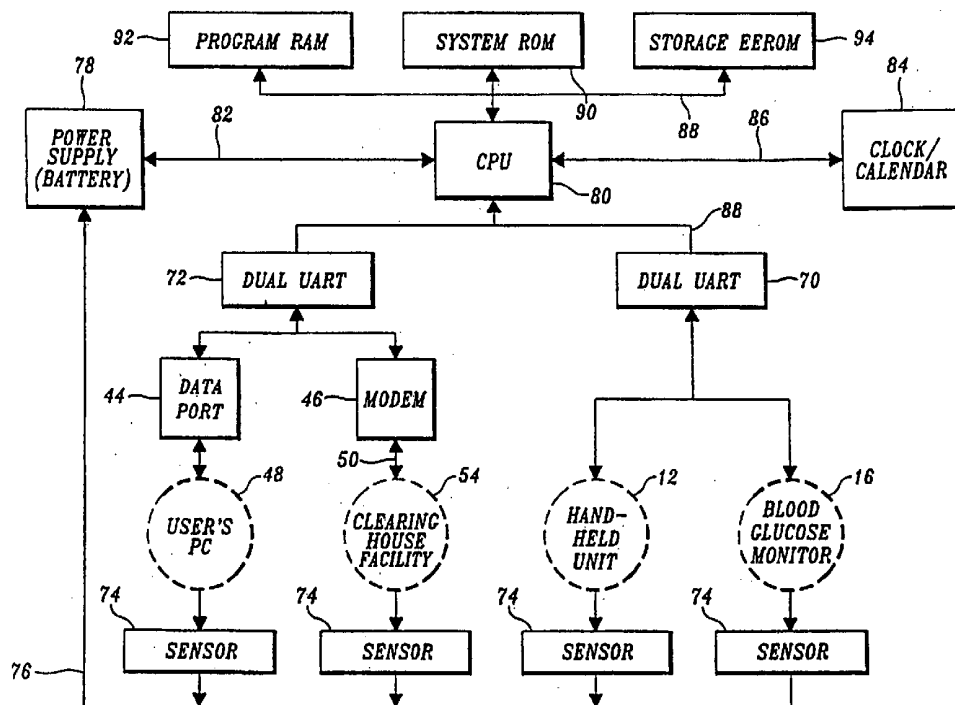 92
PROGRAM RAM
SYSTEM ROM
STORAGE EEROM
94
78
90
88
84
POWER
SUPPLY
(BATTERY)
82
CPU
86
CLOCK/
CALENDAR
80
88
72
DUAL UART
DUAL UART
70
44
DATA
PORT
46
MODEM
50
48
54
12
16
USER'S
PC
CLEARING
HOUSE
FACILITY
HAND-
HELD
UNIT
BLOOD
GLUCOSE
MONITOR
74
74
74
74
SENSOR
SENSOR
SENSOR
SENSOR
76